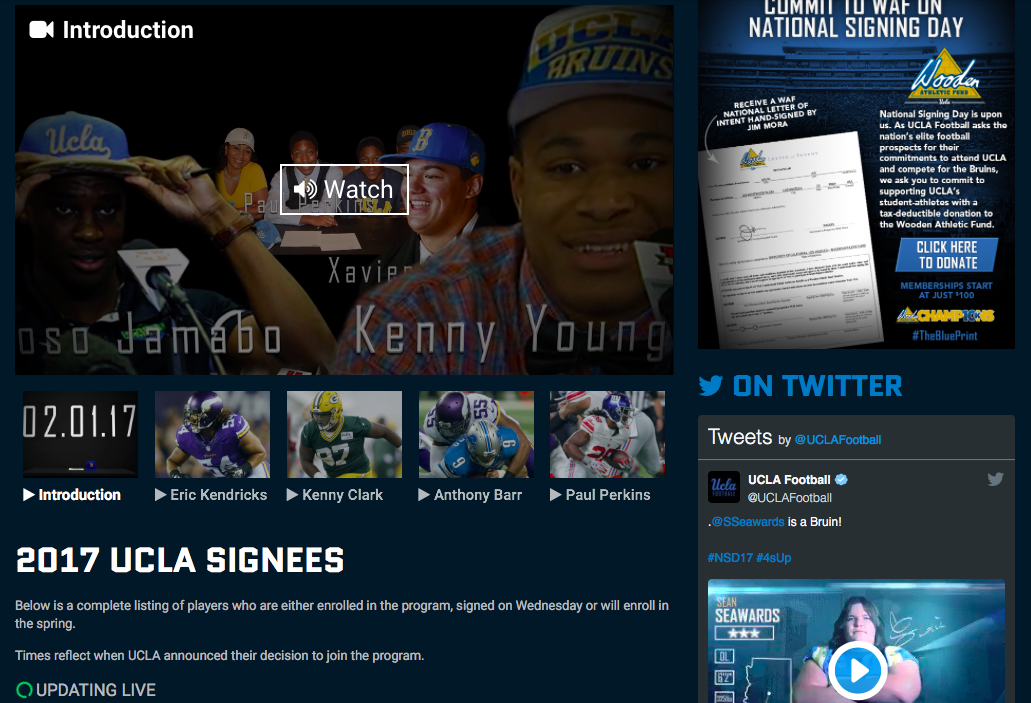 Introduction
Ucla
UCLA
BRUINS
B
Watch
Paul Perkins
Xavier
oso Jamabo
Kenny Young
02.01.17
Introduction
Eric Kendricks
Kenny Clark
Anthony Barr
Paul Perkins
2017 UCLA SIGNEES
Below is a complete listing of players who are either enrolled in the program, signed on Wednesday or will enroll in
the spring.
Times reflect when UCLA announced their decision to join the program.
UPDATING LIVE
COMMIT TO WAF ON
NATIONAL SIGNING DAY
Wooden
ATHLETIC FUND
Ucla
RECEIVE A WAF
NATIONAL LETTER OF
INTENT HAND-SIGNED BY
JIM MORA
National Signing Day is upon
us. As UCLA Football asks the
nation's elite football
prospects for their
commitments to attend UCLA
and compete for the Bruins,
we ask you to commit to
supporting UCLA's
student-athletes with a
tax-deductible donation to
the Wooden Athletic Fund.
CLICK HERE
TO DONATE
MEMBERSHIPS START
AT JUST $100
#TheBluePrint
ON TWITTER
Tweets by @UCLAFootball
Ucla
FOOTBALL
UCLA Football
@UCLAFootball
.@SSeawards is a Bruin!
#NSD17 #4sUp
SEAN
SEAWARDS
OL